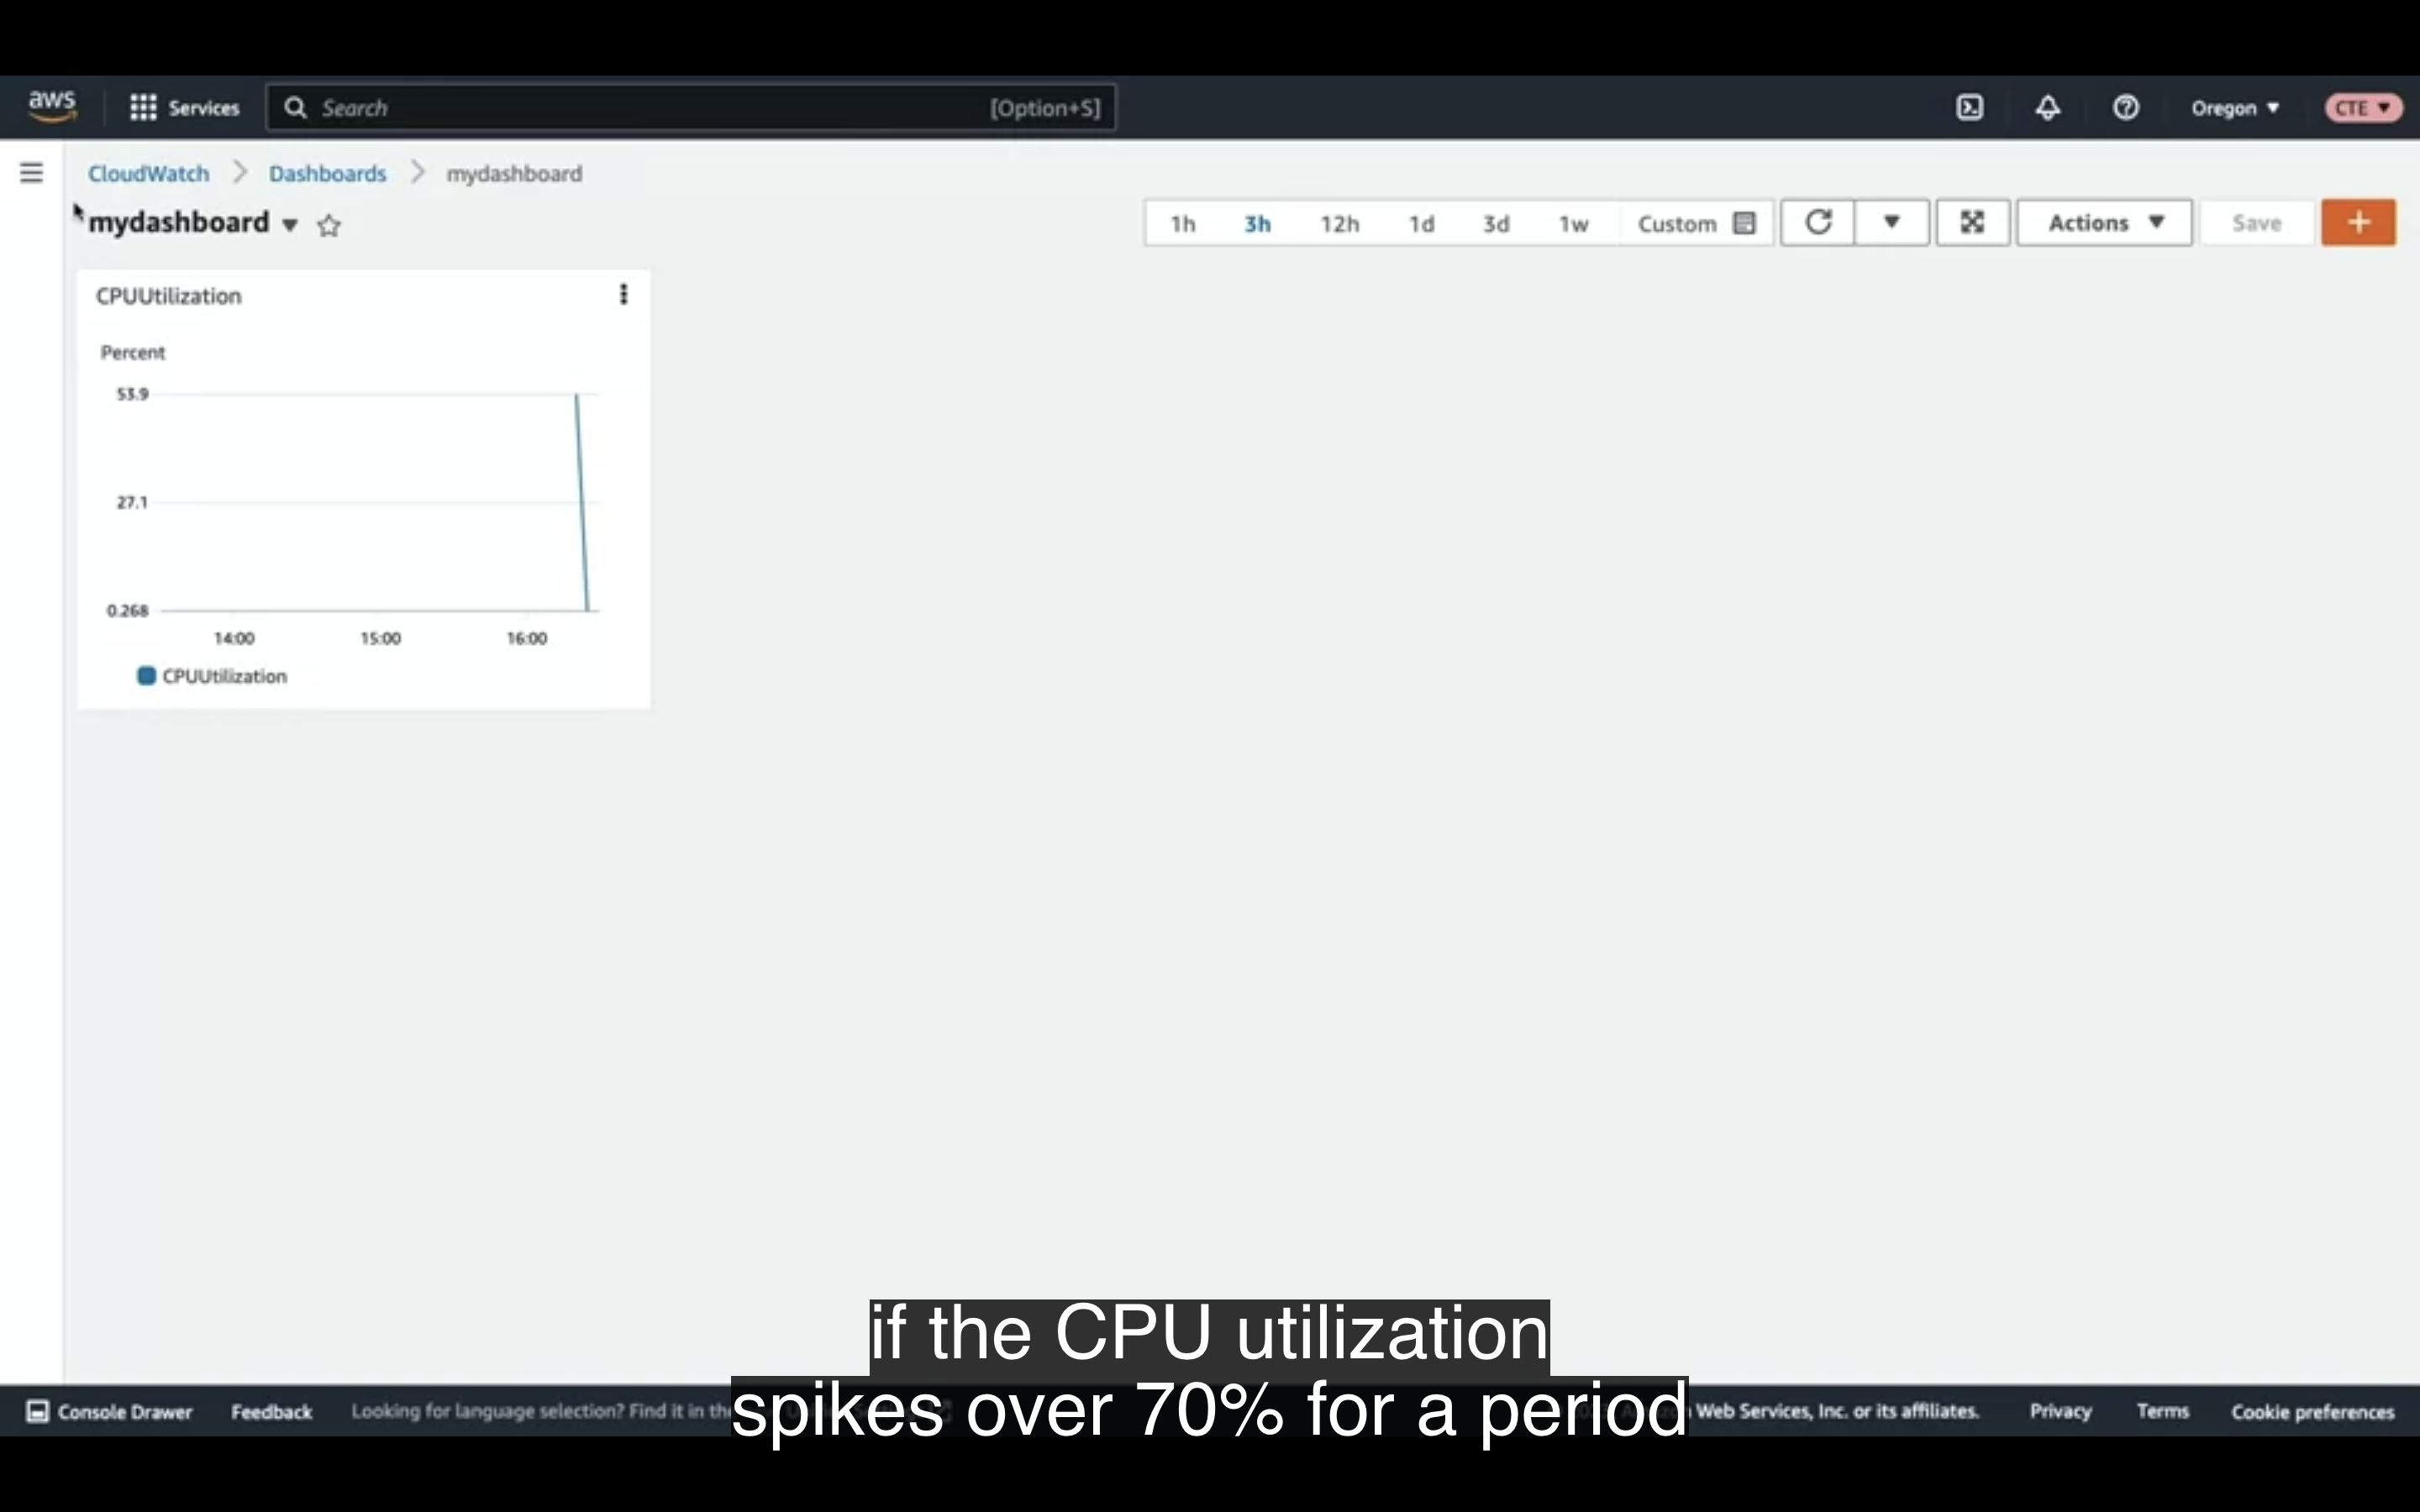 aws
Services
Search
[Option+S]
Oregon
CTE
CloudWatch
Dashboards
mydashboard
mydashboard
1h
3h
12h
1d
3d
1w
Custom
Actions
Save
+
CPUUtilization
Percent
53.9
27.1
0.268
14:00
15:00
16:00
CPUUtilization
if the CPU utilization
spikes over 70% for a period
Console Drawer
Feedback
Looking for language selection? Find it in the
Web Services, Inc. or its affiliates.
Privacy
Terms
Cookie preferences